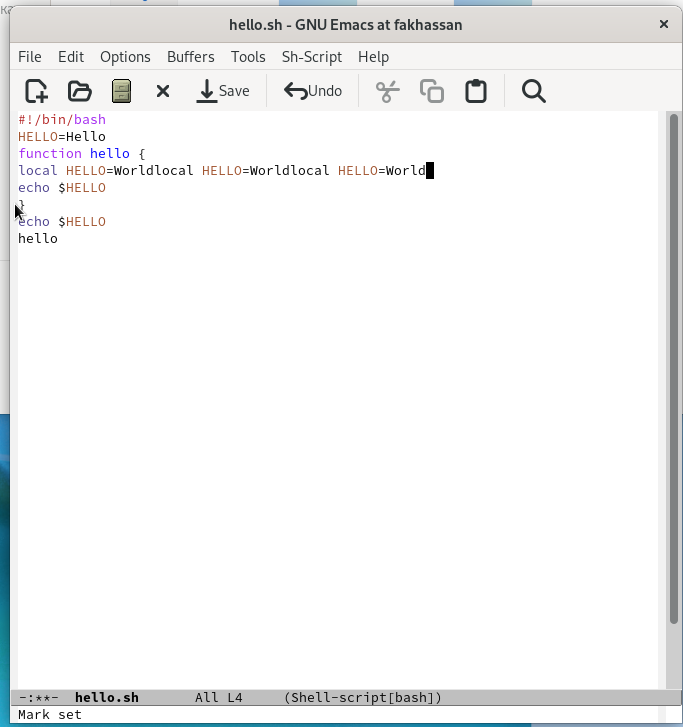 hello.sh - GNU Emacs at fakhassan
File Edit Options Buffers Tools Sh-Script Help
Save Undo
#!/bin/bash
HELLO=Hello
function hello {
local HELLO=Worldlocal HELLO=Worldlocal HELLO=World
echo $HELLO
}
echo $HELLO
hello
-:**- hello.sh All L4 (Shell-script[bash])
Mark set